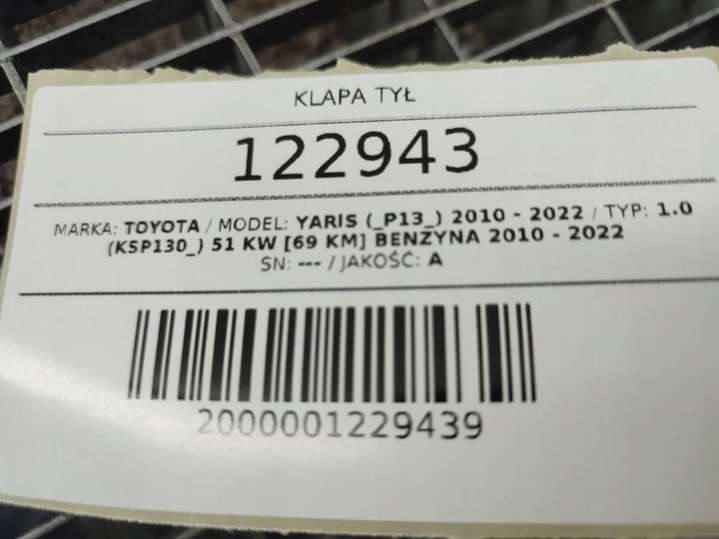 KLAPA TYŁ
122943
MARKA: TOYOTA / MODEL: YARIS (_P13_) 2010 - 2022 / TYP: 1.0
(KSP130_) 51 KW [69 KM] BENZYNA 2010 - 2022
SN: --- / JAKOŚĆ: A
2000001229439